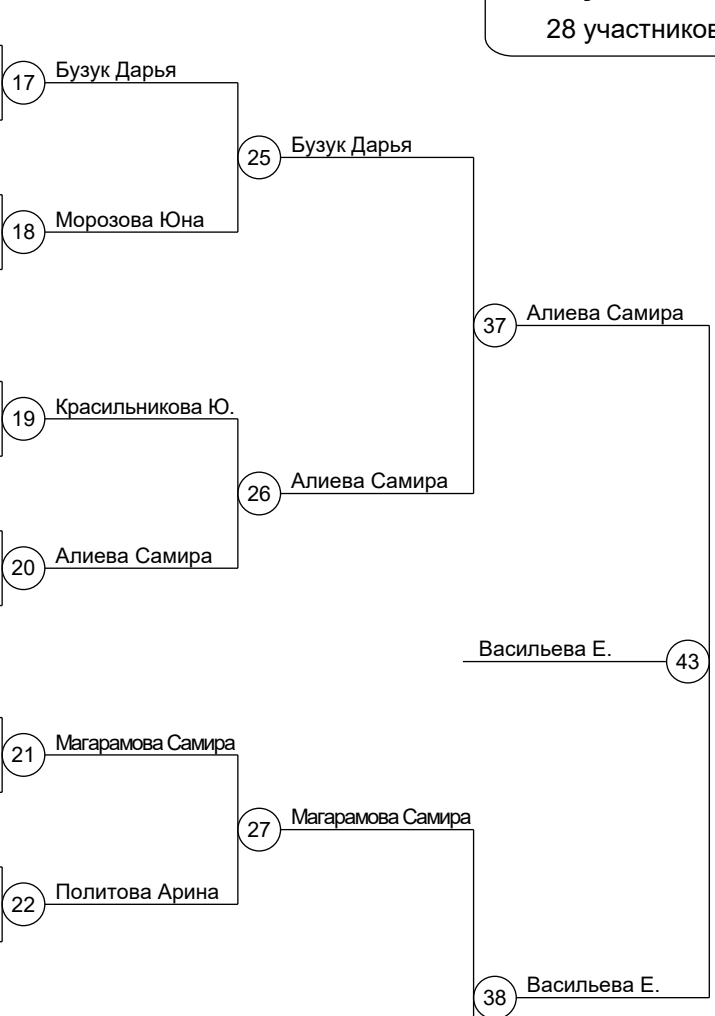 28 участников
17 Бузук Дарья
25 Бузук Дарья
18 Морозова Юна
37 Алиева Самира
19 Красильникова Ю.
26 Алиева Самира
20 Алиева Самира
Васильева Е. 43
21 Магарамова Самира
27 Магарамова Самира
22 Политова Арина
38 Васильева Е.